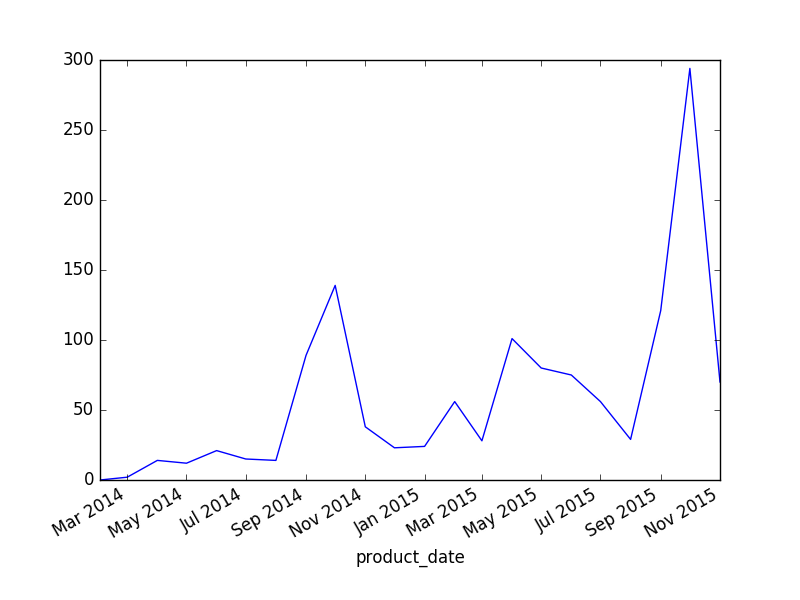 300
250
200
150
100
50
0
Mar 2014
May 2014
Jul 2014
Sep 2014
Nov 2014
Jan 2015
Mar 2015
May 2015
Jul 2015
Sep 2015
Nov 2015
product_date